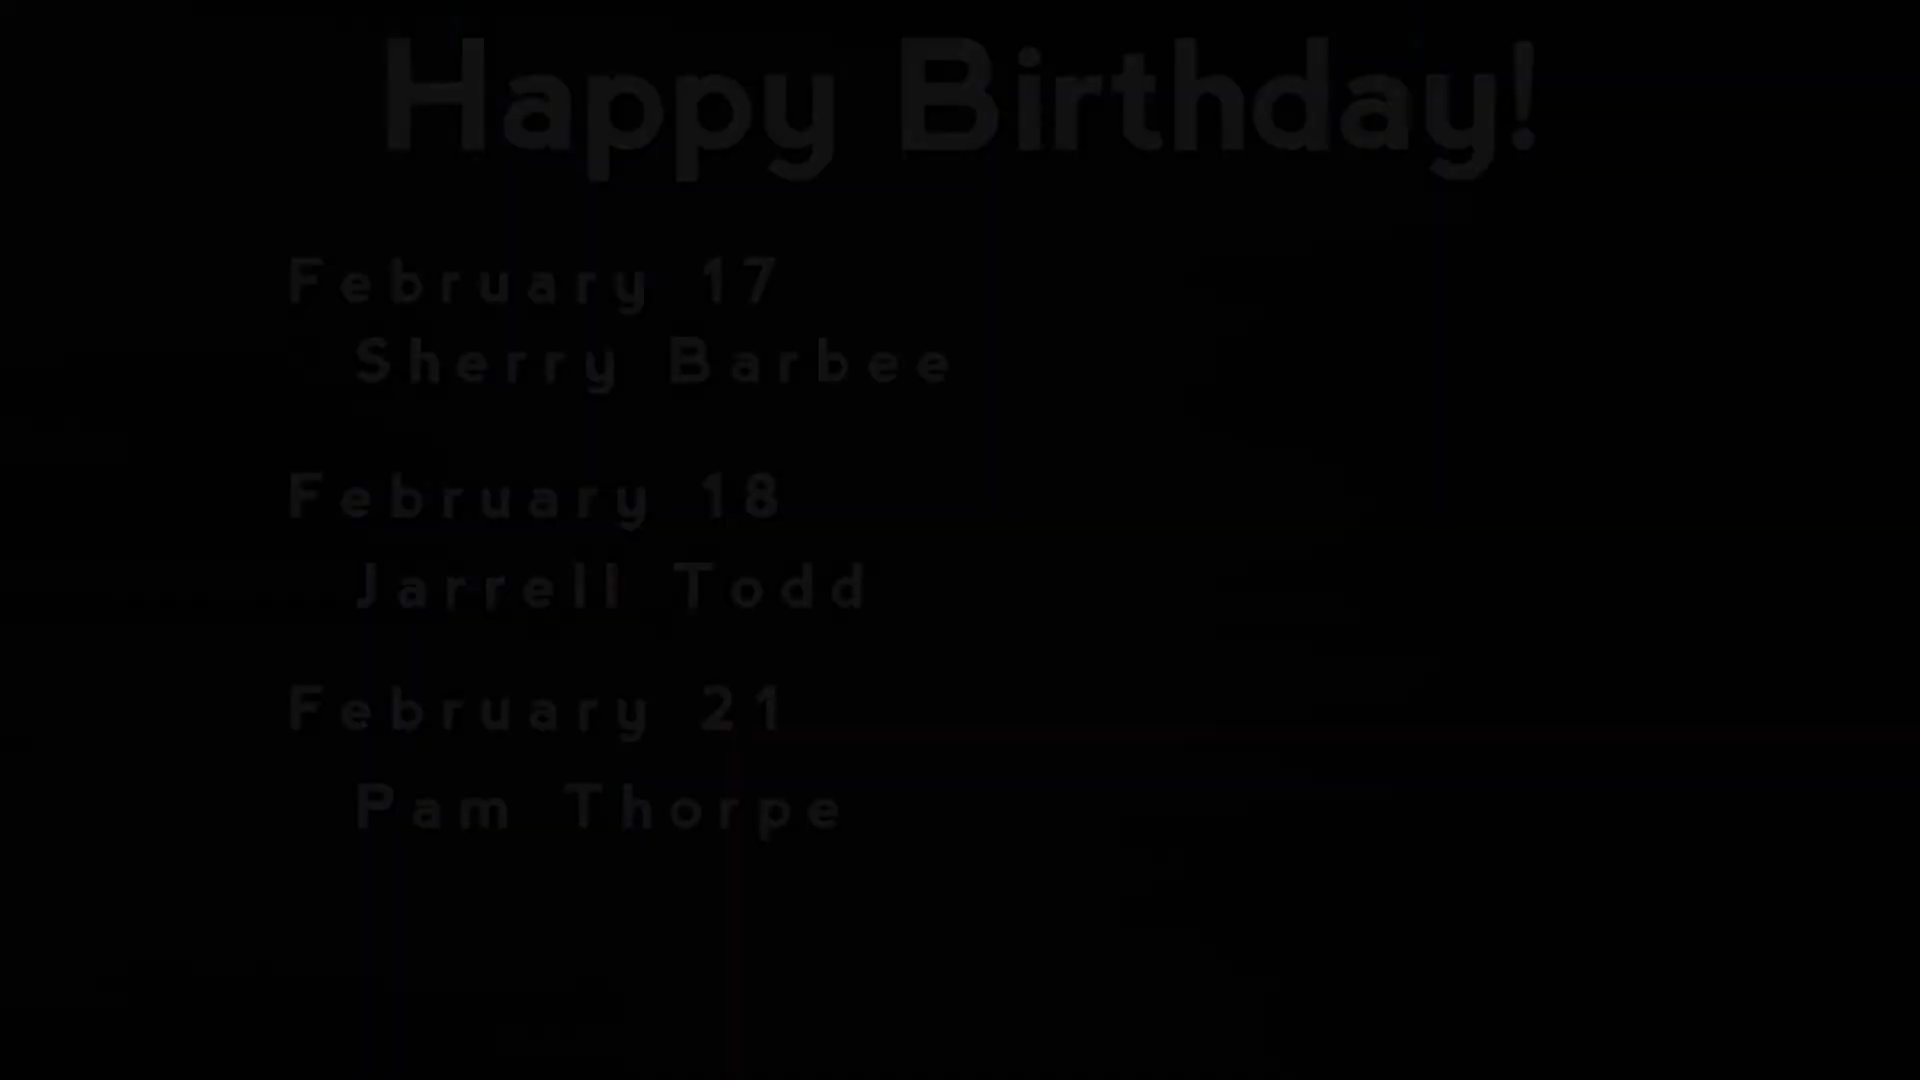 Happy Birthday!
February 17
Sherry Barbee
February 18
Jarrell Todd
February 21
Pam Thorpe